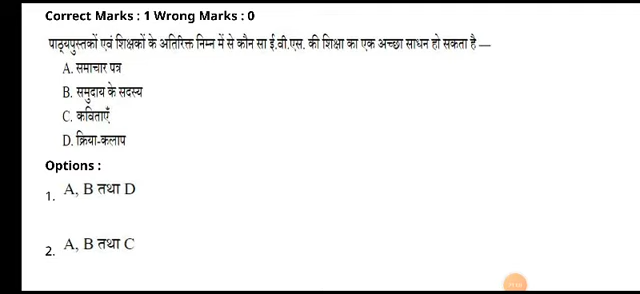 Correct Marks : 1 Wrong Marks : 0
पाठ्यपुस्तकों एवं शिक्षकों के अतिरिक्त निम्न में से कौन सा ई.वी.एस. की शिक्षा का एक अच्छा साधन हो सकता है —
A. समाचार पत्र
B. समुदाय के सदस्य
C. कविताएँ
D. क्रिया-कलाप
Options :
1. A, B तथा D
2. A, B तथा C